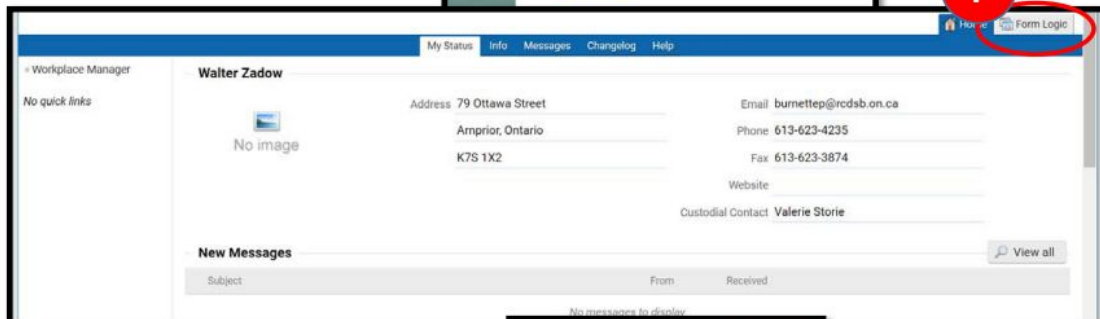 Home Form Logic
My Status Info Messages Changelog Help
Workplace Manager
No quick links
Walter Zadow
No image
Address 79 Ottawa Street
Arnprior, Ontario
K7S 1X2
Email burnettep@rcdsb.on.ca
Phone 613-623-4235
Fax 613-623-3874
Website
Custodial Contact Valerie Storie
New Messages
View all
Subject From Received
No messages to display